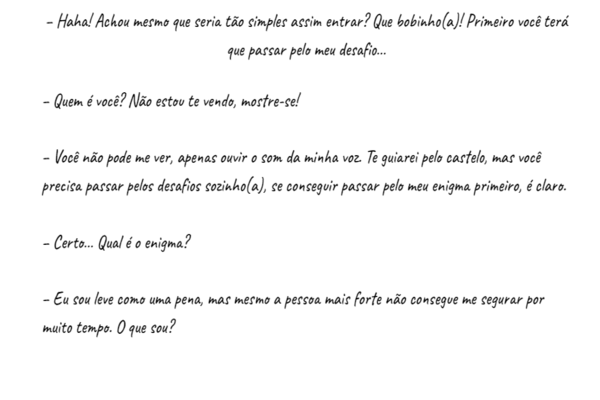 – Haha! Achou mesmo que seria tão simples assim entrar? Que bobinho(a)! Primeiro você terá
que passar pelo meu desafio...
– Quem é você? Não estou te vendo, mostre-se!
– Você não pode me ver, apenas ouvir o som da minha voz. Te guiarei pelo castelo, mas você
precisa passar pelos desafios sozinho(a), se conseguir passar pelo meu enigma primeiro, é claro.
– Certo... Qual é o enigma?
– Eu sou leve como uma pena, mas mesmo a pessoa mais forte não consegue me segurar por
muito tempo. O que sou?